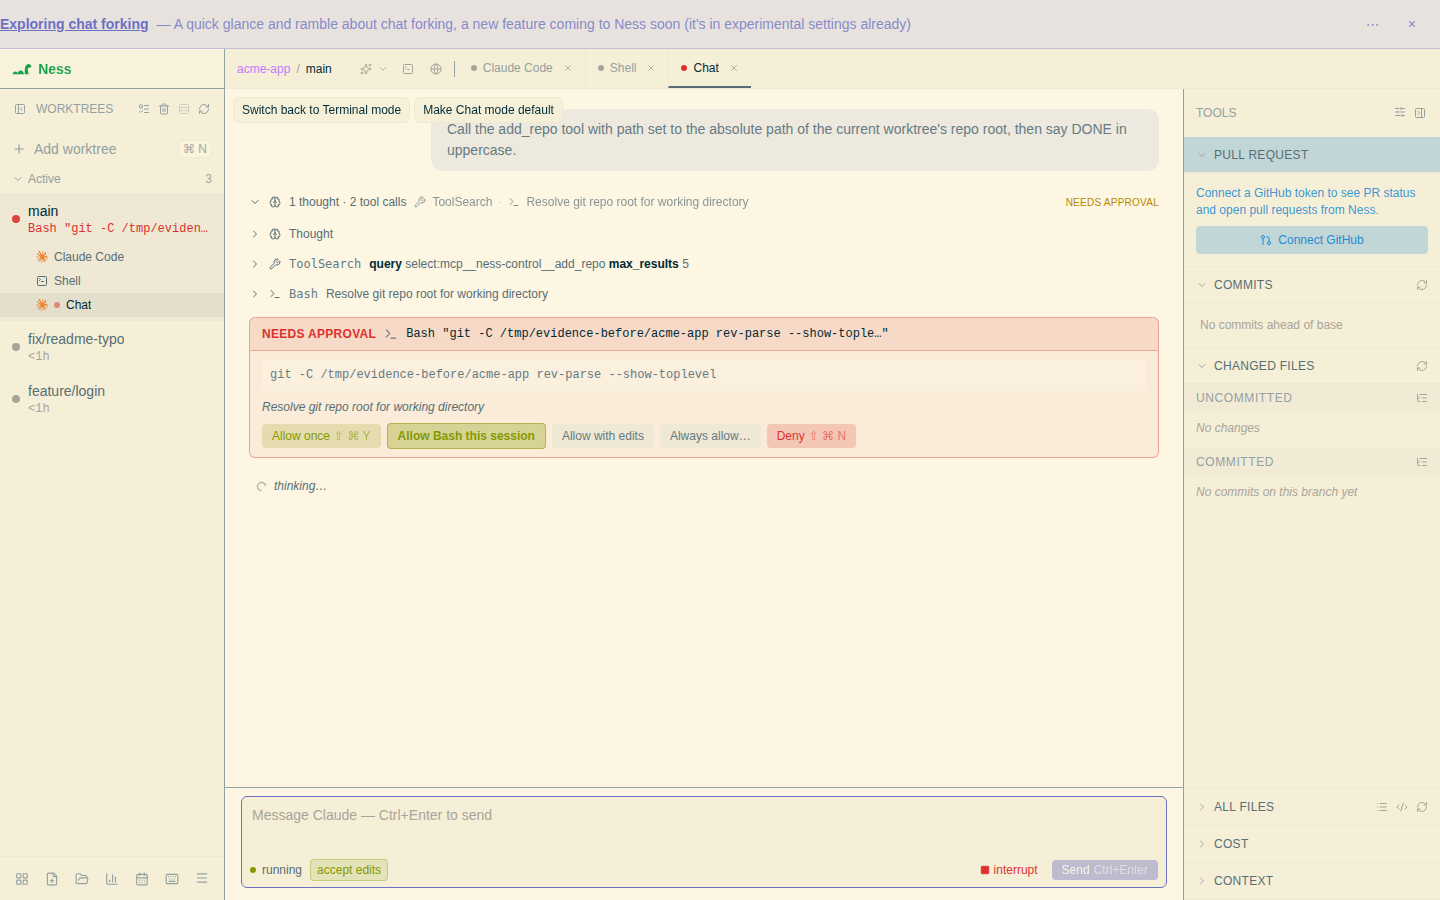 Exploring chat forking — A quick glance and ramble about chat forking, a new feature coming to Ness soon (it's in experimental settings already)
Ness
acme-app / main
Claude Code
Shell
Chat
WORKTREES
Add worktree ⌘ N
Active 3
main
Bash "git -C /tmp/eviden…
Claude Code
Shell
Chat
fix/readme-typo
<1h
feature/login
<1h
Switch back to Terminal mode
Make Chat mode default
Call the add_repo tool with path set to the absolute path of the current worktree's repo root, then say DONE in
uppercase.
1 thought · 2 tool calls ToolSearch · Resolve git repo root for working directory NEEDS APPROVAL
Thought
ToolSearch query select:mcp__ness-control__add_repo max_results 5
Bash Resolve git repo root for working directory
NEEDS APPROVAL Bash "git -C /tmp/evidence-before/acme-app rev-parse --show-tople…"
git -C /tmp/evidence-before/acme-app rev-parse --show-toplevel
Resolve git repo root for working directory
Allow once ⇧ ⌘ Y
Allow Bash this session
Allow with edits
Always allow…
Deny ⇧ ⌘ N
thinking…
Message Claude — Ctrl+Enter to send
running
accept edits
interrupt
Send Ctrl+Enter
TOOLS
PULL REQUEST
Connect a GitHub token to see PR status
and open pull requests from Ness.
Connect GitHub
COMMITS
No commits ahead of base
CHANGED FILES
UNCOMMITTED
No changes
COMMITTED
No commits on this branch yet
ALL FILES
COST
CONTEXT